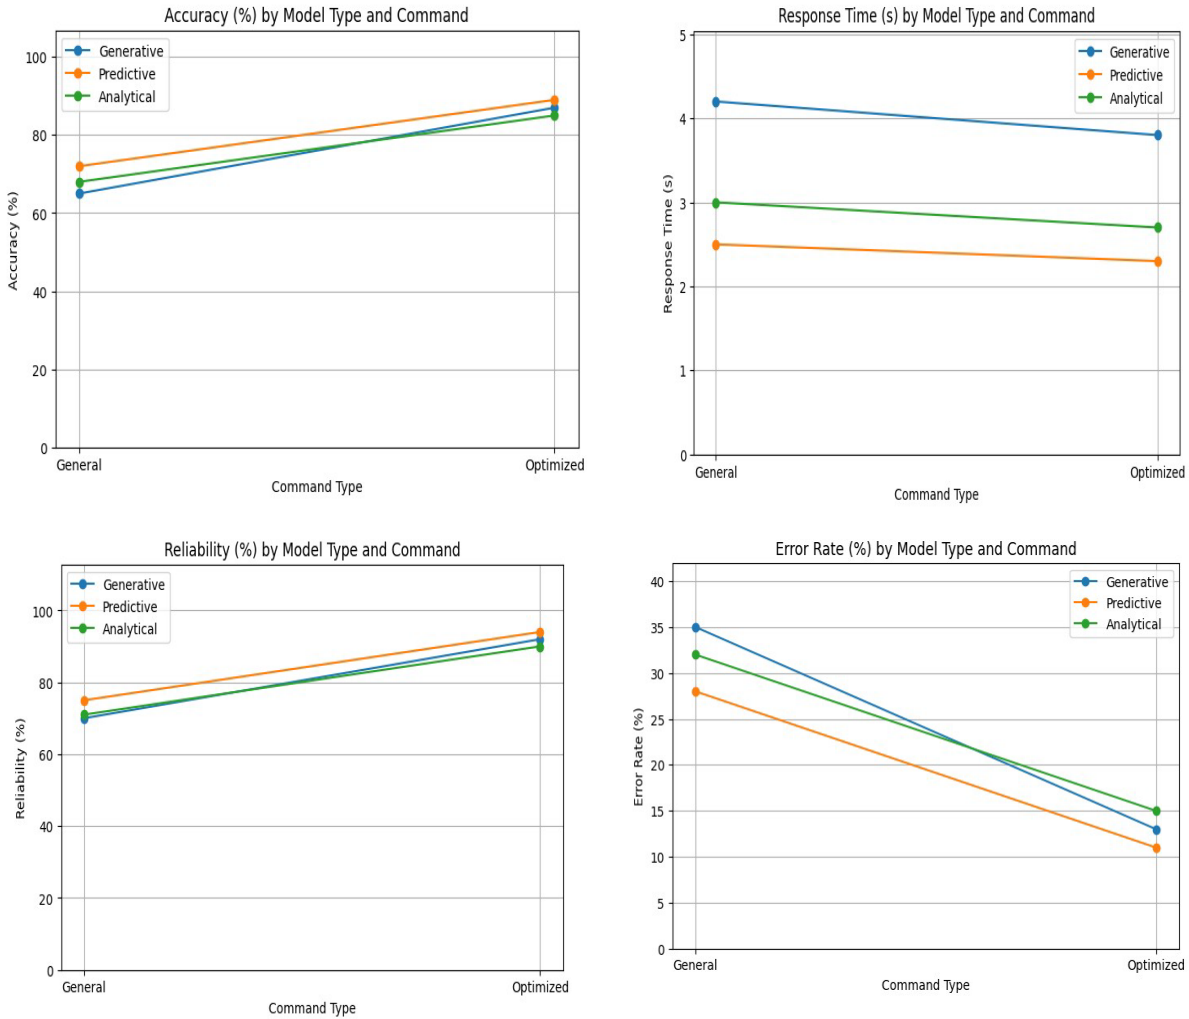 Accuracy (%) by Model Type and Command
Generative
Predictive
Analytical
100
80
60
40
20
0
Accuracy (%)
General
Optimized
Command Type
Response Time (s) by Model Type and Command
Generative
Predictive
Analytical
5
4
3
2
1
0
Response Time (s)
General
Optimized
Command Type
Reliability (%) by Model Type and Command
Generative
Predictive
Analytical
100
80
60
40
20
0
Reliability (%)
General
Optimized
Command Type
Error Rate (%) by Model Type and Command
Generative
Predictive
Analytical
40
35
30
25
20
15
10
5
0
Error Rate (%)
General
Optimized
Command Type